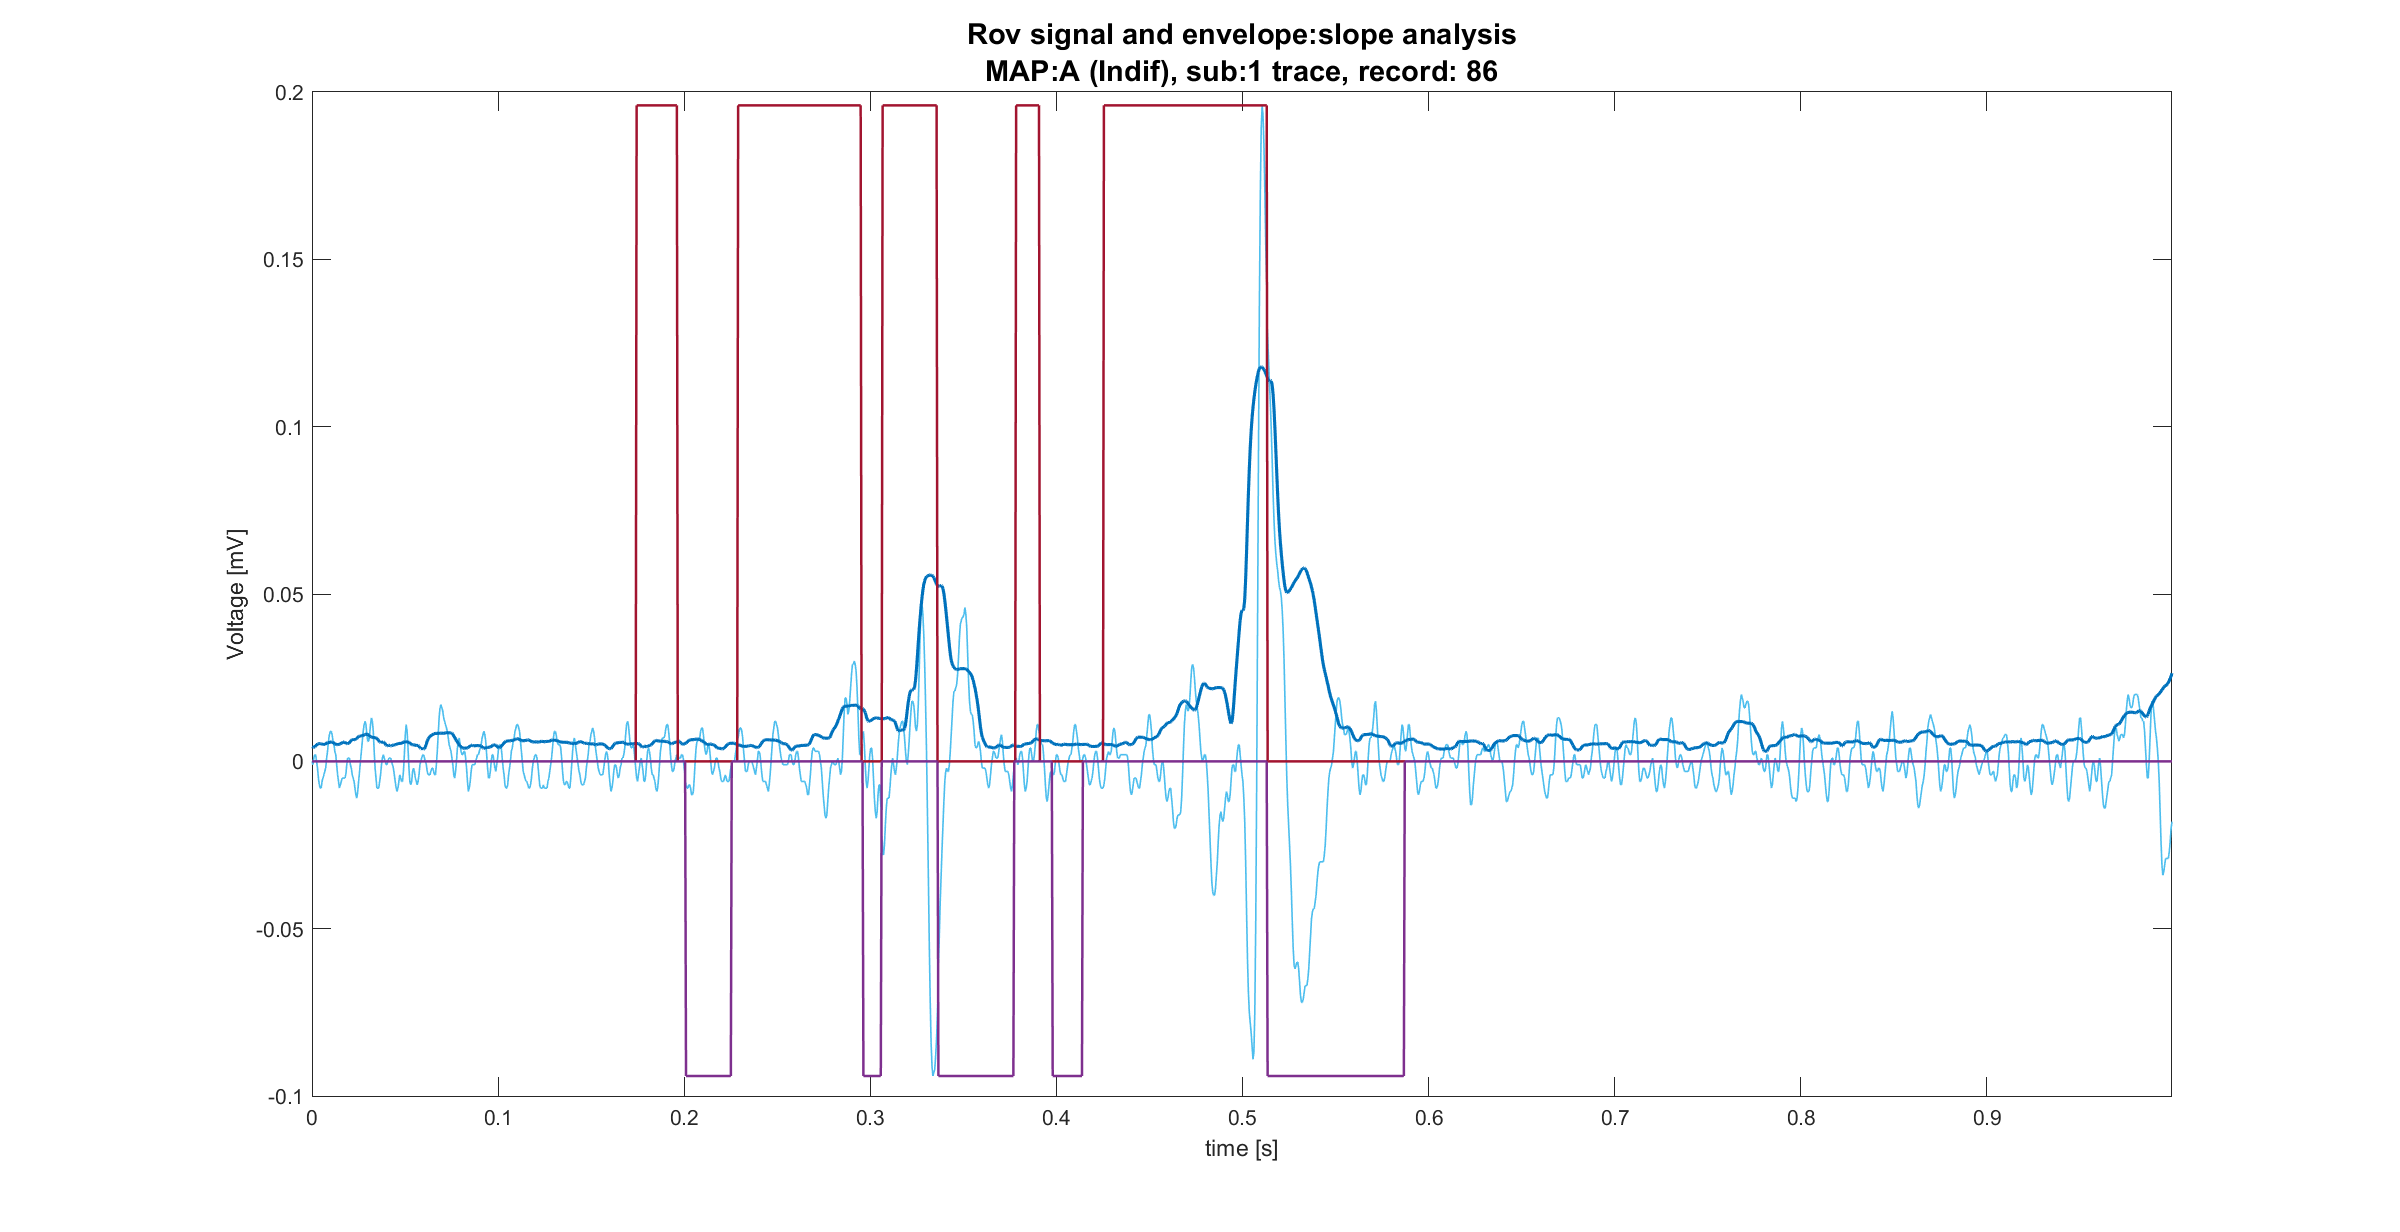 Rov signal and envelope:slope analysis
MAP:A (Indif), sub:1 trace, record: 86
0.2
0.15
0.1
0.05
0
-0.05
-0.1
Voltage [mV]
0 0.1 0.2 0.3 0.4 0.5 0.6 0.7 0.8 0.9
time [s]